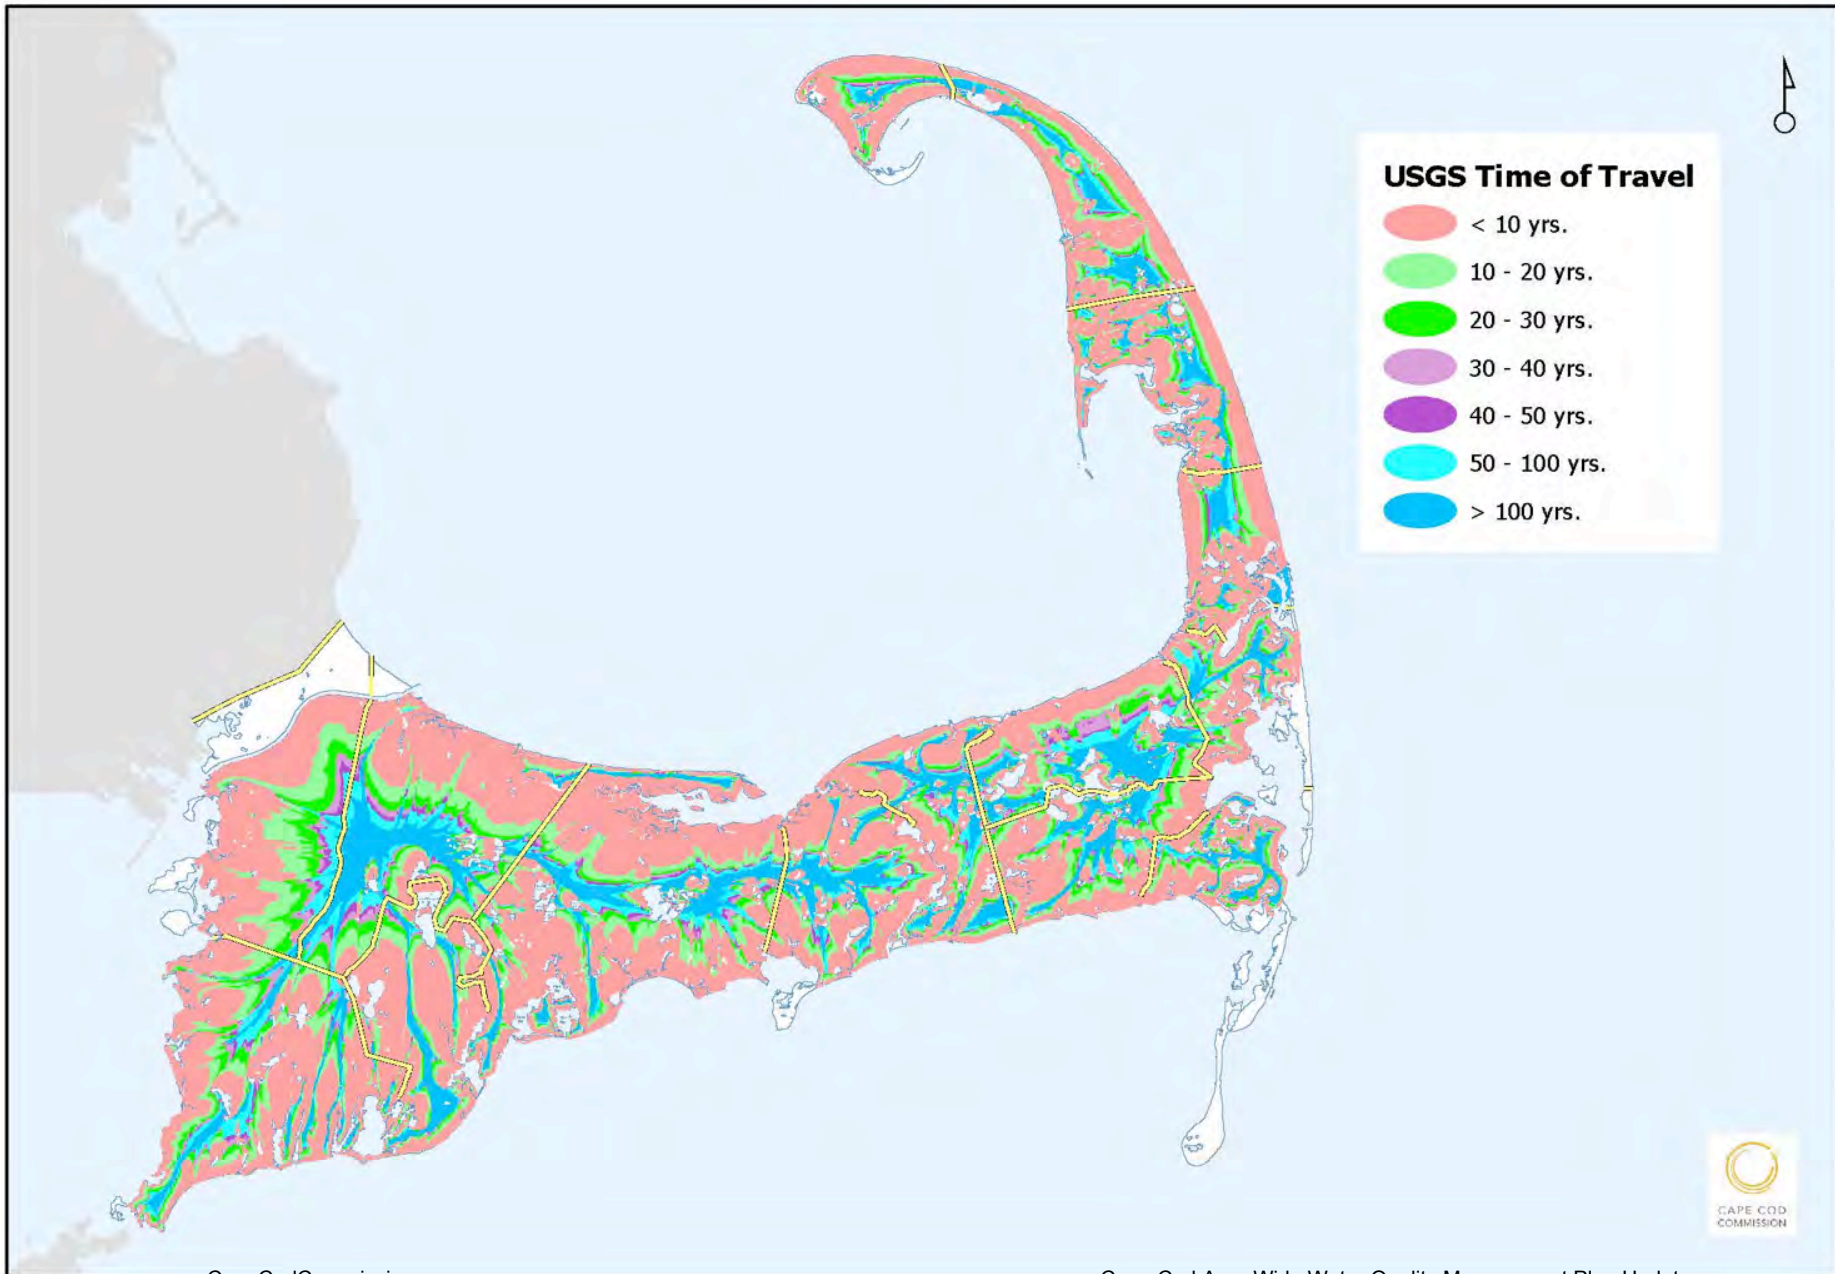 USGS Time of Travel
< 10 yrs.
10 - 20 yrs.
20 - 30 yrs.
30 - 40 yrs.
40 - 50 yrs.
50 - 100 yrs.
> 100 yrs.
CAPE COD
COMMISSION